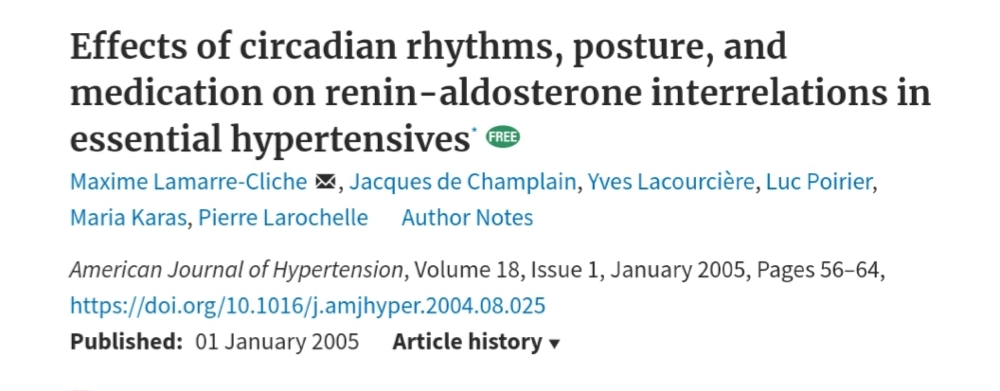 Effects of circadian rhythms, posture, and
medication on renin-aldosterone interrelations in
essential hypertensives* FREE
Maxime Lamarre-Cliche, Jacques de Champlain, Yves Lacourcière, Luc Poirier,
Maria Karas, Pierre Larochelle Author Notes
American Journal of Hypertension, Volume 18, Issue 1, January 2005, Pages 56–64,
https://doi.org/10.1016/j.amjhyper.2004.08.025
Published: 01 January 2005 Article history ▾